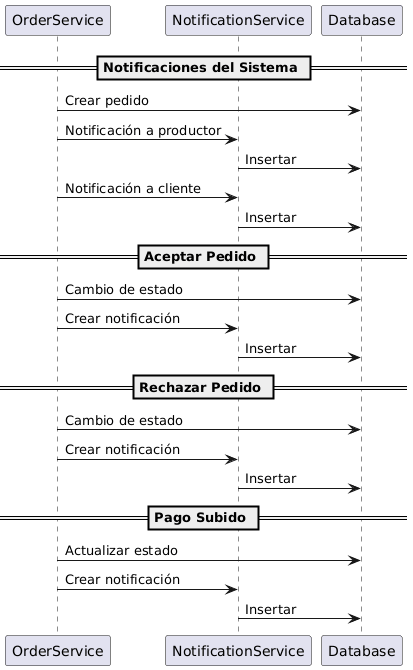 OrderService NotificationService Database
Notificaciones del Sistema
Crear pedido
Notificación a productor
Insertar
Notificación a cliente
Insertar
Aceptar Pedido
Cambio de estado
Crear notificación
Insertar
Rechazar Pedido
Cambio de estado
Crear notificación
Insertar
Pago Subido
Actualizar estado
Crear notificación
Insertar
OrderService NotificationService Database